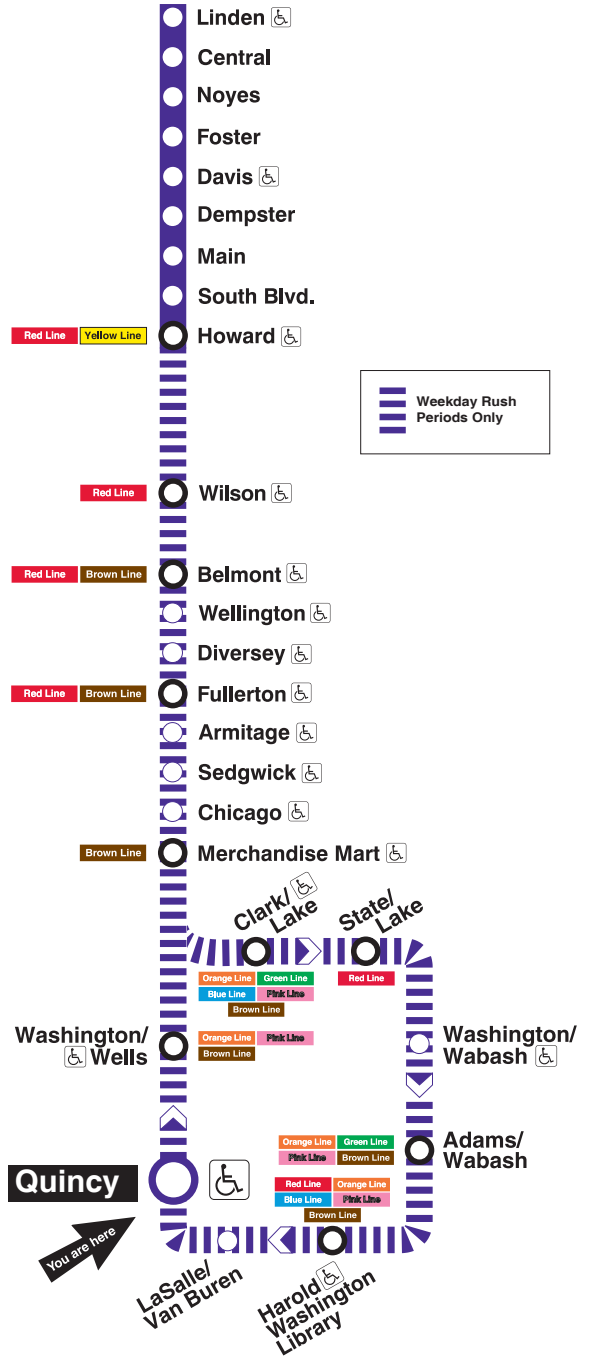 Linden
Central
Noyes
Foster
Davis
Dempster
Main
South Blvd.
Red Line Yellow Line Howard
Weekday Rush
Periods Only
Red Line Wilson
Red Line Brown Line Belmont
Wellington
Diversey
Red Line Brown Line Fullerton
Armitage
Sedgwick
Chicago
Brown Line Merchandise Mart
Clark/
Lake
State/
Lake
Orange Line Green Line
Blue Line Pink Line
Brown Line
Red Line
Washington/
Wells
Orange Line Pink Line
Brown Line
Washington/
Wabash
Orange Line Green Line
Pink Line Brown Line
Adams/
Wabash
Quincy
Red Line Orange Line
Blue Line Pink Line
Brown Line
You are here
LaSalle/
Van Buren
Harold
Washington
Library